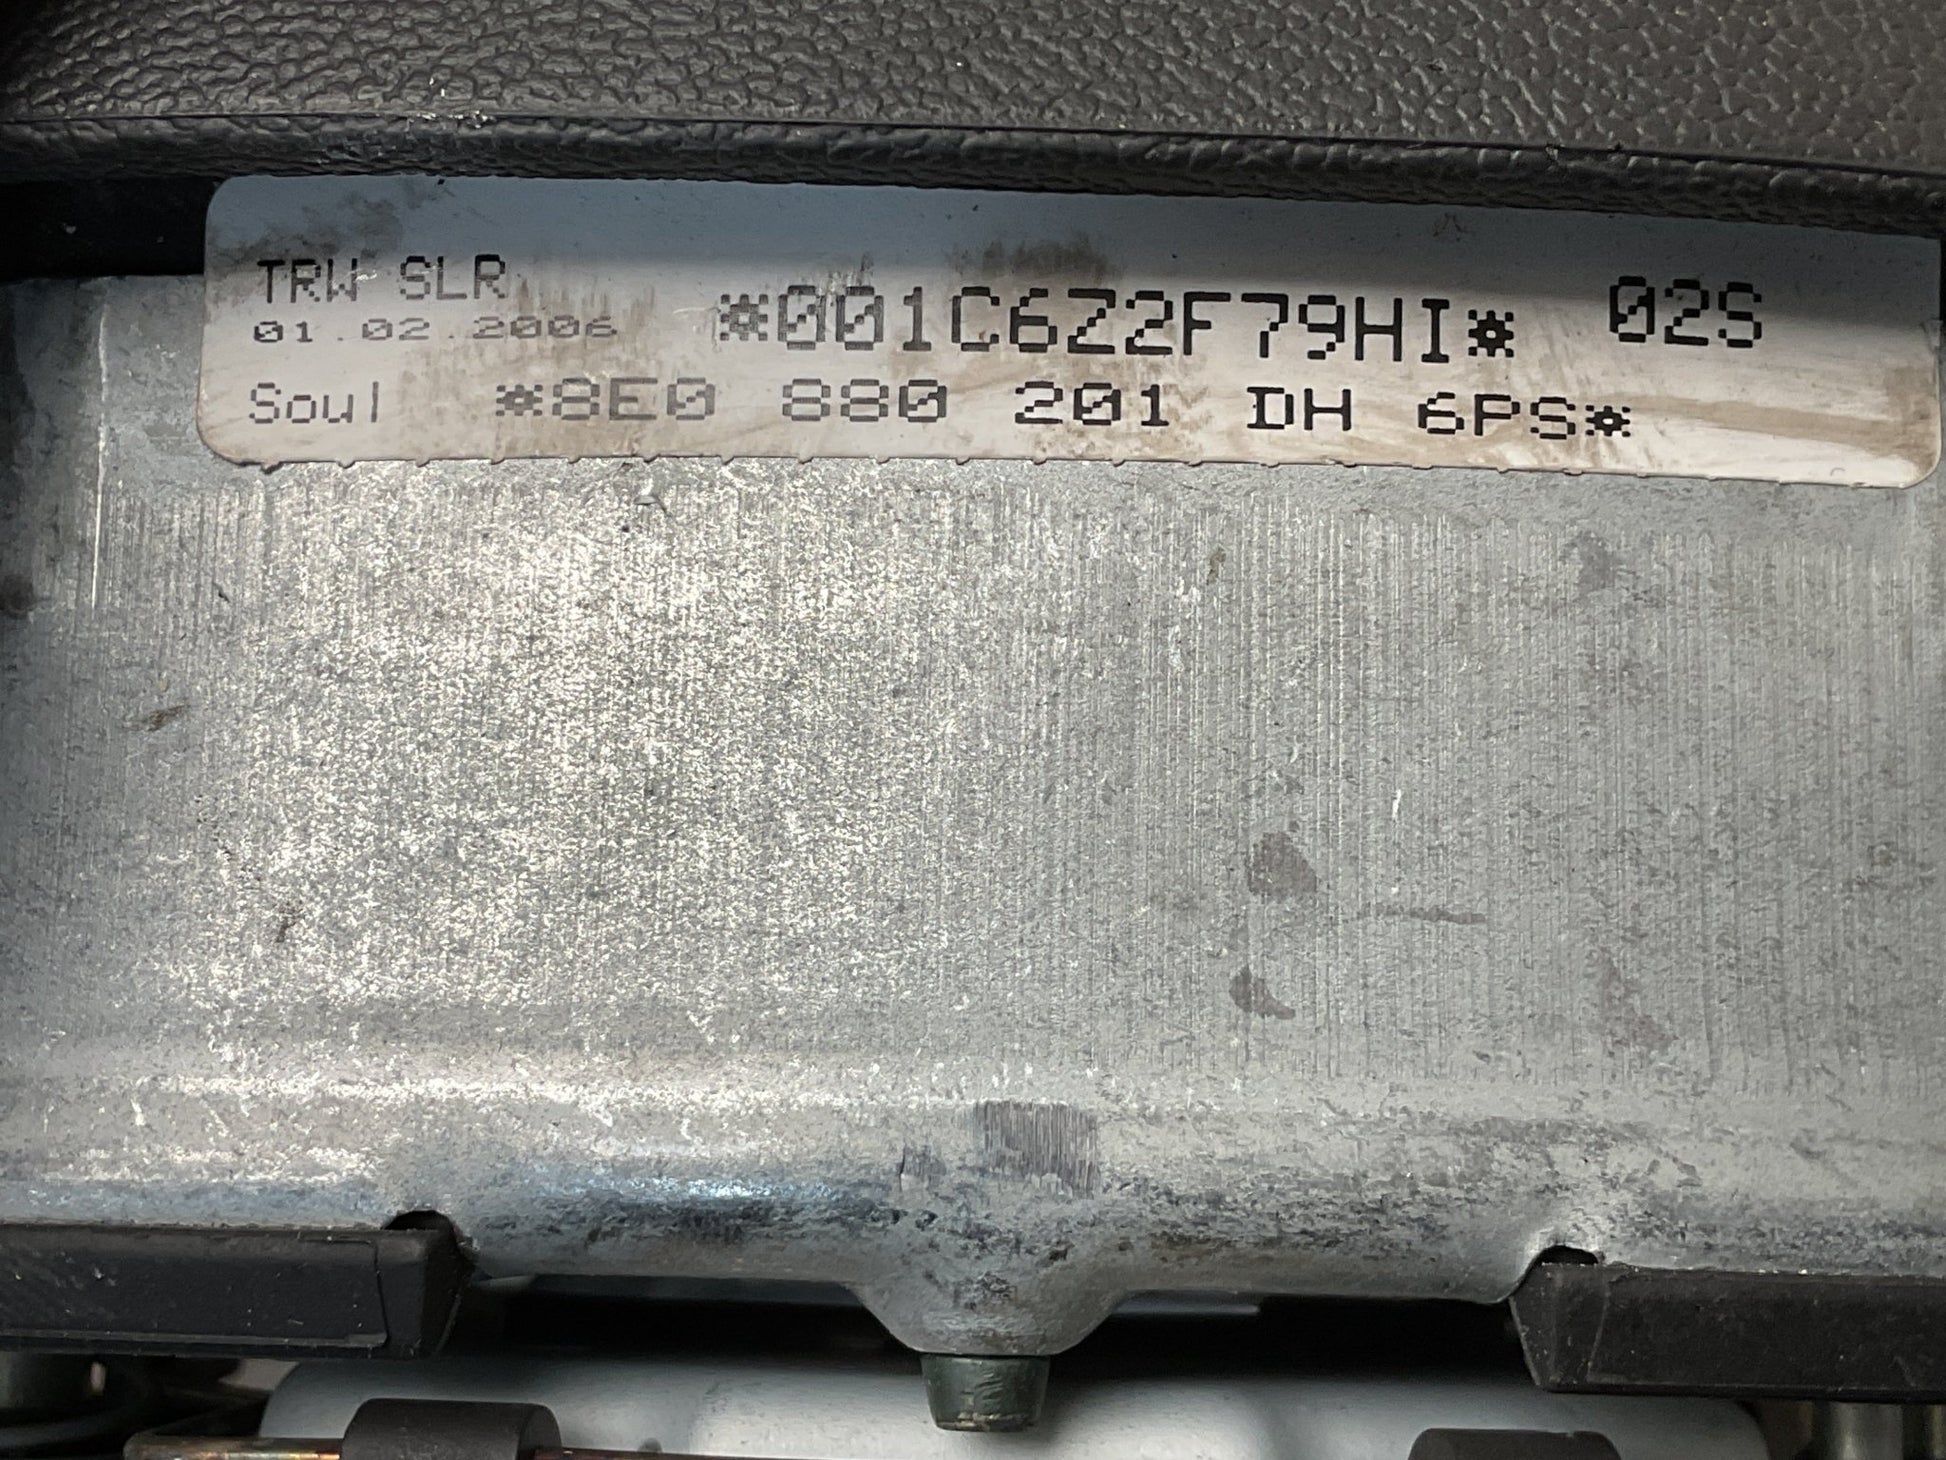 TRW SLR *001C6Z2F79HI* 02S
01.02.2006
Soul *8E0 880 201 DH 6PS*